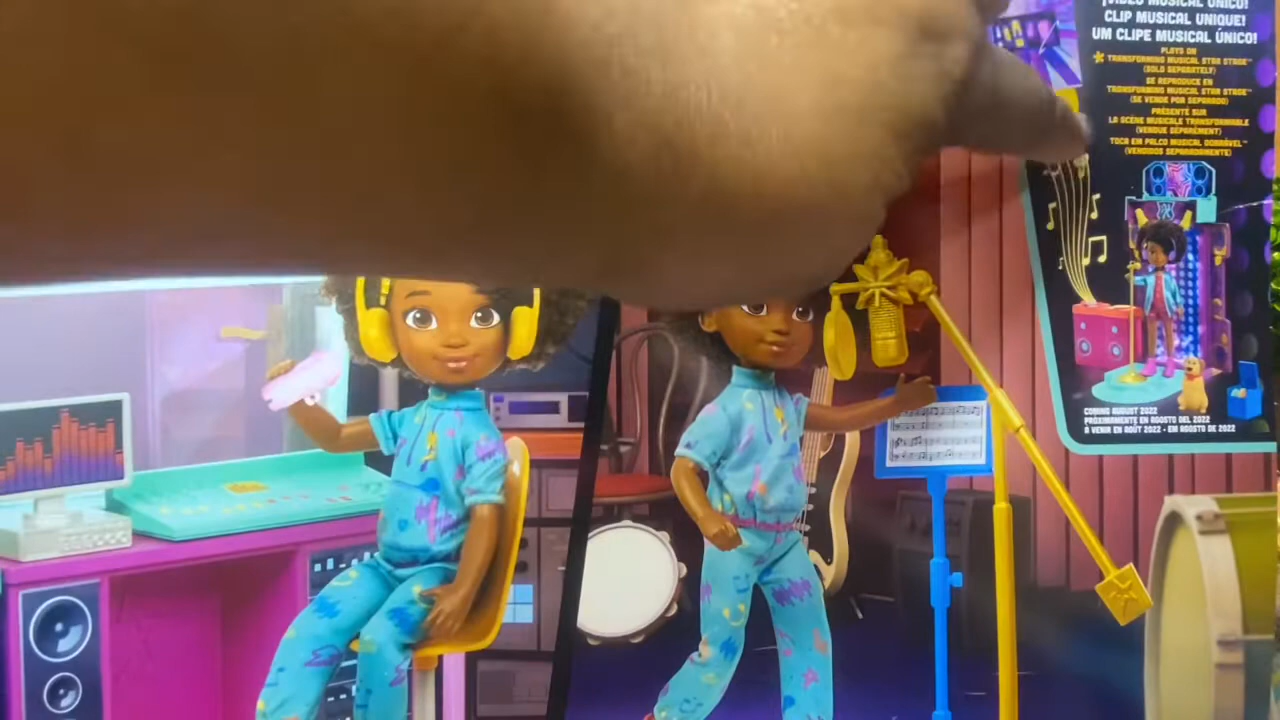 ¡VIDEO MUSICAL ÚNICO!
CLIP MUSICAL UNIQUE!
UM CLIPE MUSICAL ÚNICO!
PLAYS ON
TRANSFORMING MUSICAL STAR STAGE™
(SOLD SEPARATELY)
SE REPRODUCE EN
TRANSFORMING MUSICAL STAR STAGE™
(SE VENDE POR SEPARADO)
PRÉSENTÉ SUR
LA SCÈNE MUSICALE TRANSFORMABLE
(VENDUE SÉPARÉMENT)
TOCA EM PALCO MUSICAL DOBRÁVEL™
(VENDIDOS SEPARADAMENTE)
COMING AUGUST 2022
PRÓXIMAMENTE EN AGOSTO DEL 2022
À VENIR EN AOÛT 2022 • EM AGOSTO DE 2022